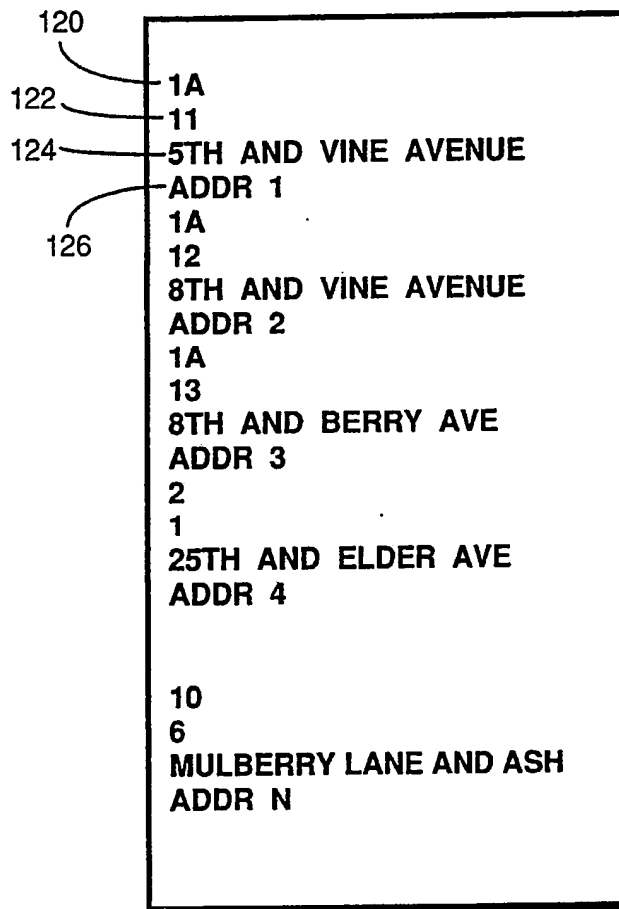 120
1A
122
11
124
5TH AND VINE AVENUE
126
ADDR 1
1A
12
8TH AND VINE AVENUE
ADDR 2
1A
13
8TH AND BERRY AVE
ADDR 3
2
1
25TH AND ELDER AVE
ADDR 4
10
6
MULBERRY LANE AND ASH
ADDR N